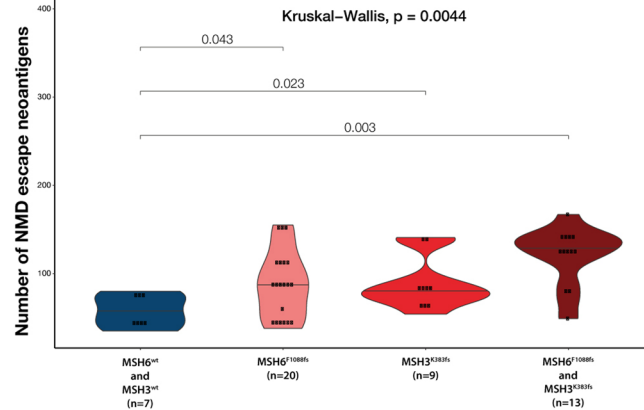 Kruskal−Wallis, p = 0.0044
Number of NMD escape neoantigens
400
300
200
100
0.043
0.023
0.003
MSH6wt
and
MSH3wt
(n=7)
MSH6F1088fs
(n=20)
MSH3K383fs
(n=9)
MSH6F1088fs
and
MSH3K383fs
(n=13)